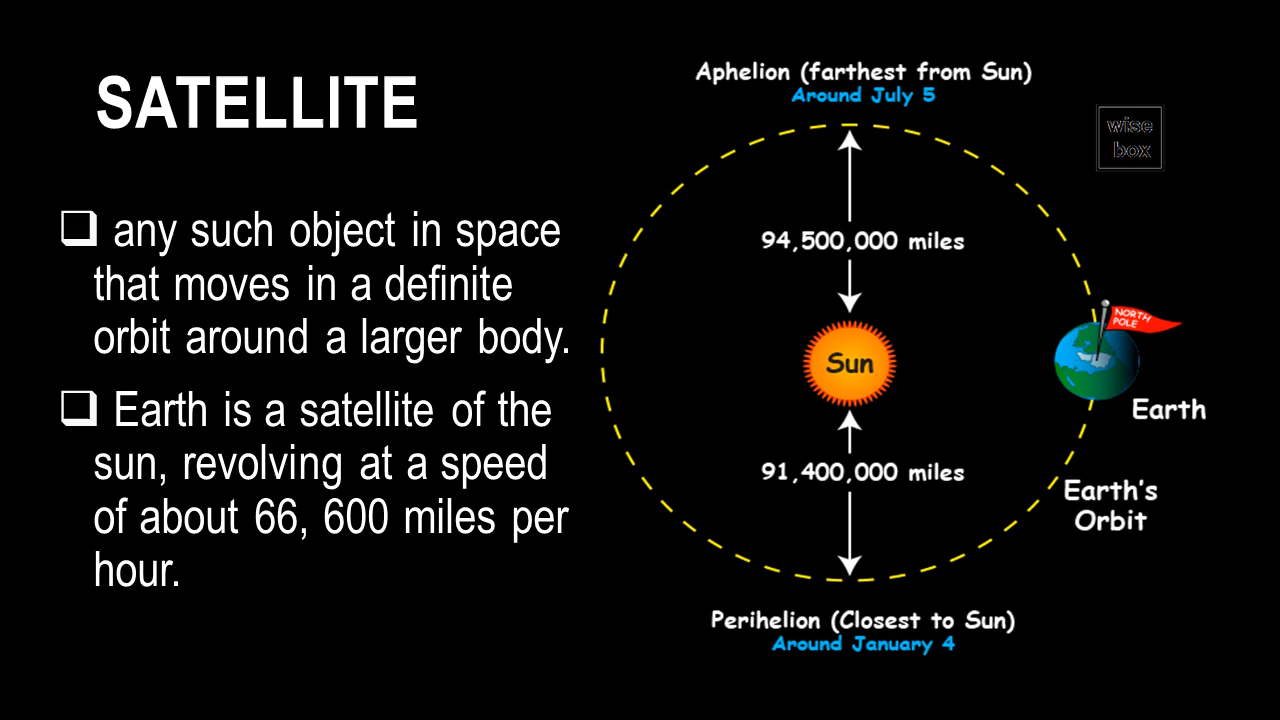 SATELLITE
any such object in space
that moves in a definite
orbit around a larger body.
Earth is a satellite of the
sun, revolving at a speed
of about 66, 600 miles per
hour.
Aphelion (farthest from Sun)
Around July 5
wise
box
94,500,000 miles
NORTH
POLE
Sun
Earth
91,400,000 miles
Earth's
Orbit
Perihelion (Closest to Sun)
Around January 4